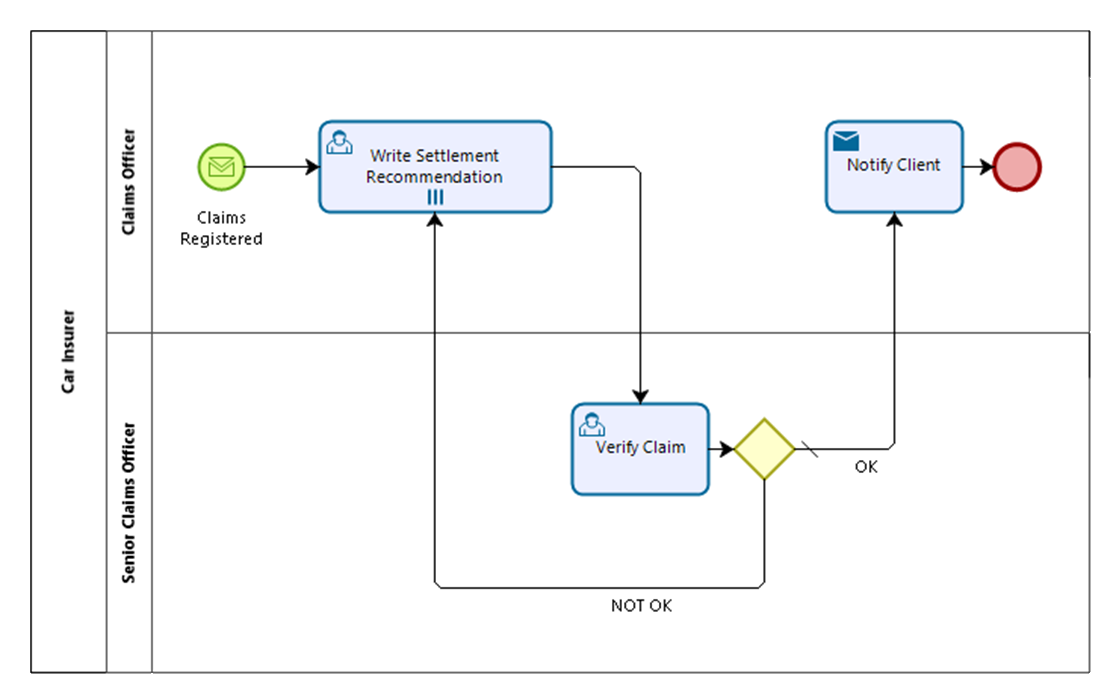 Car Insurer
Claims Officer
Claims
Registered
Write Settlement
Recommendation
Notify Client
Senior Claims Officer
Verify Claim
OK
NOT OK